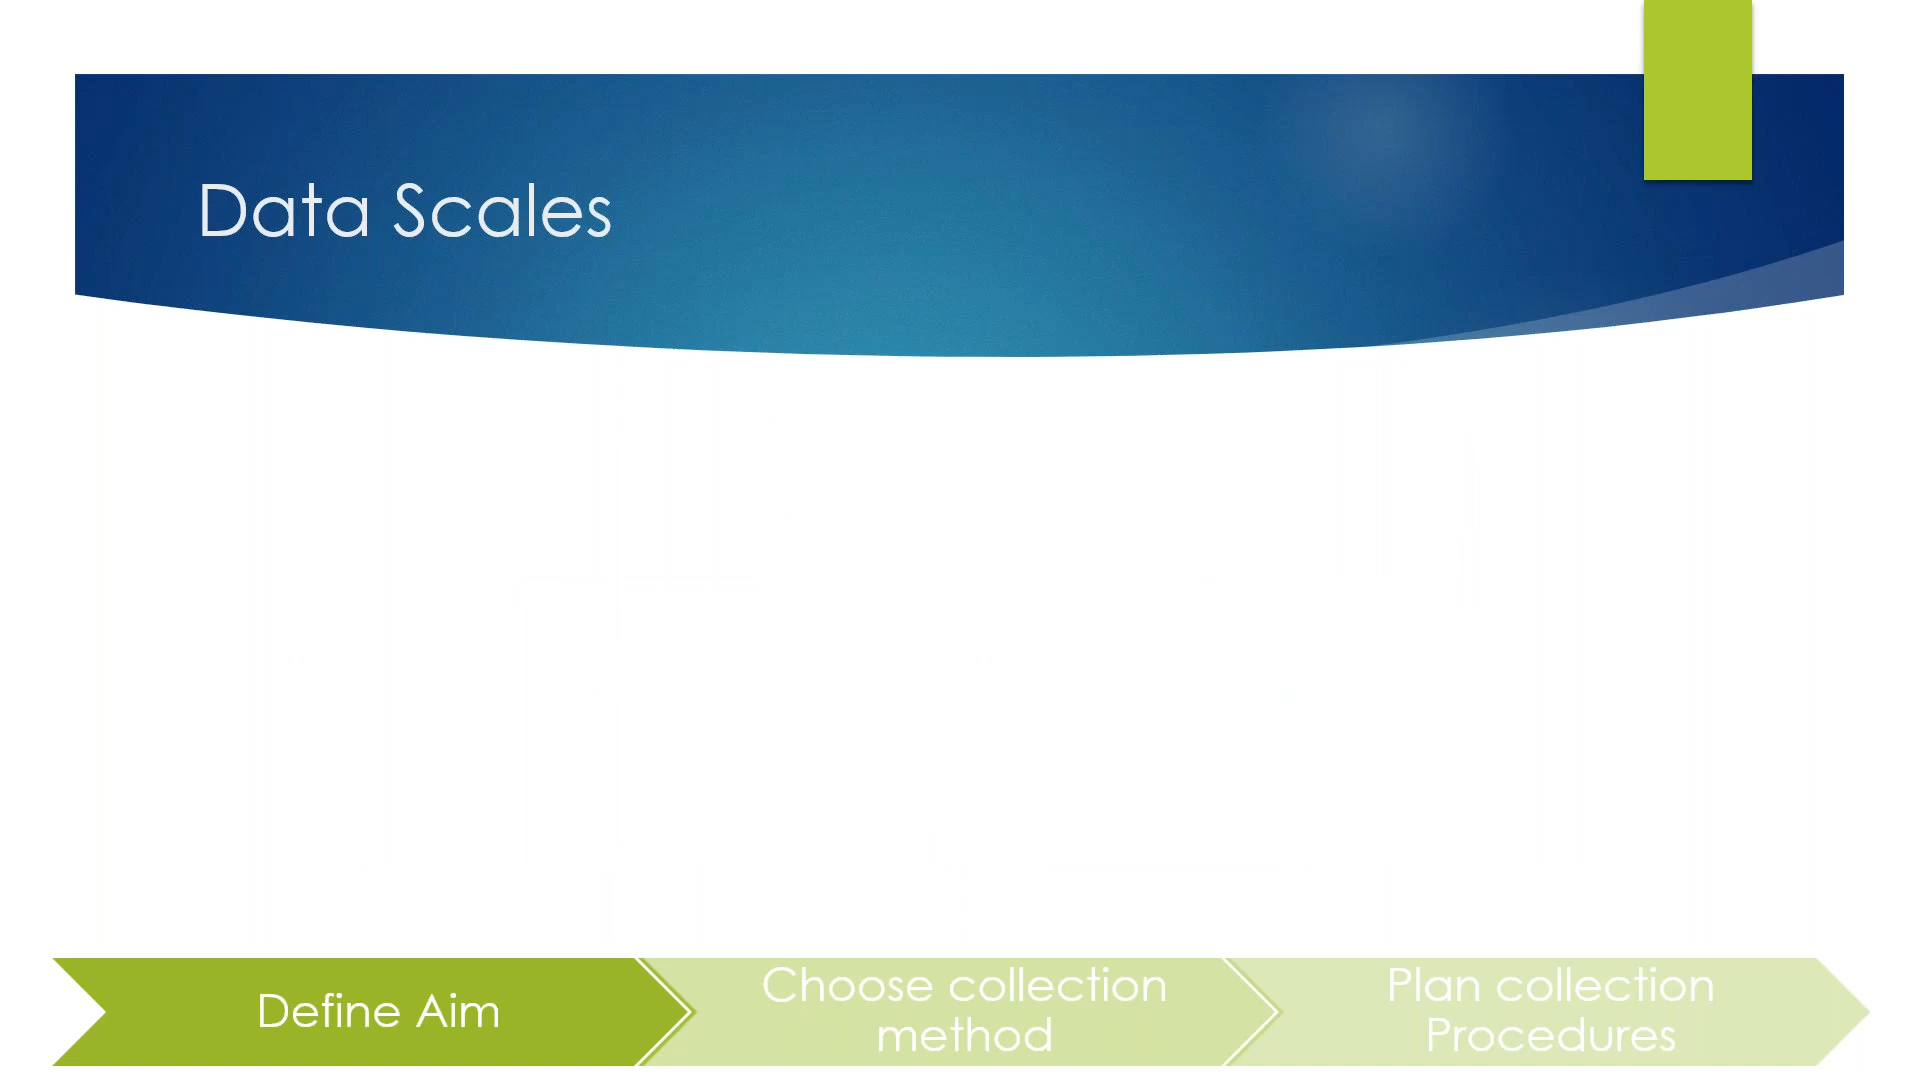 Data Scales
Define Aim
Choose collection
method
Plan collection
Procedures